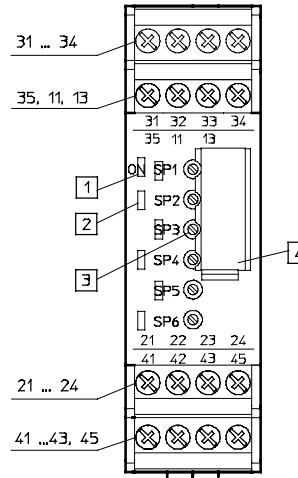 31 ... 34
35, 11, 13
31 32 33 34
35 11 13
ON SP1
1
SP2
2
SP3
3
SP4
4
SP5
SP6
21 22 23 24
41 42 43 45
21 ... 24
41 ...43, 45